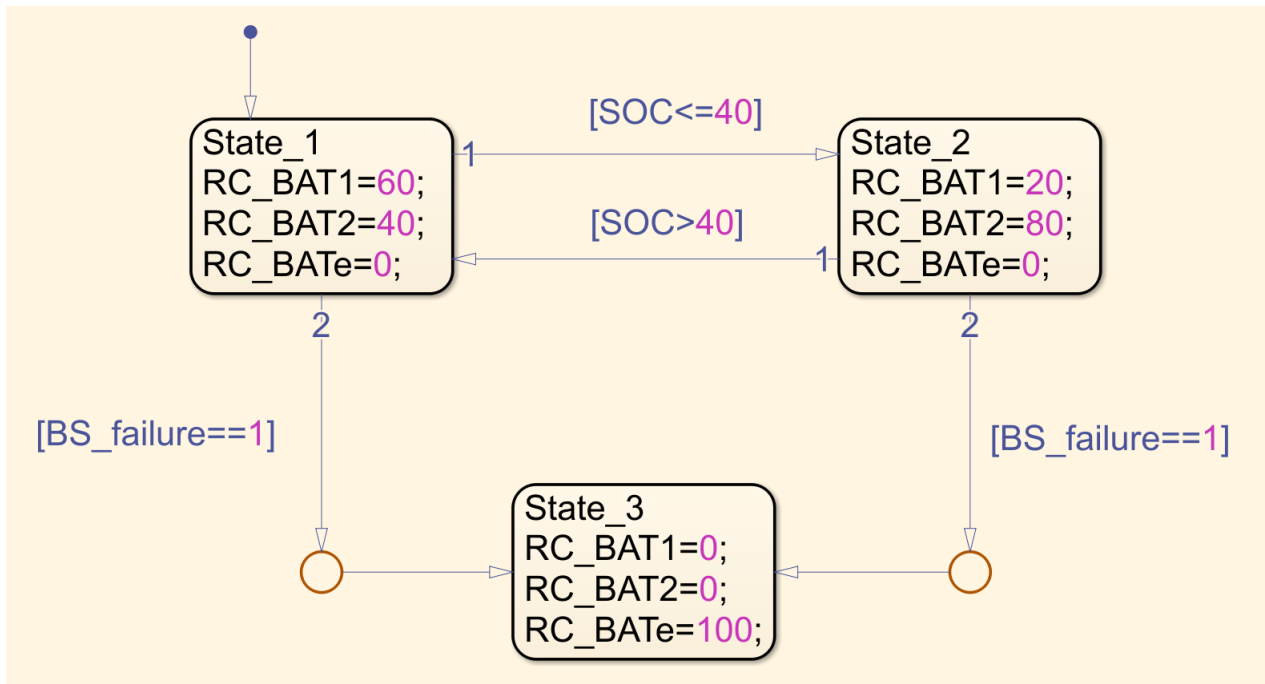 [SOC<=40]
State_1
RC_BAT1=60;
RC_BAT2=40;
RC_BATe=0;
1
State_2
RC_BAT1=20;
RC_BAT2=80;
RC_BATe=0;
[SOC>40]
1
2
2
[BS_failure==1]
[BS_failure==1]
State_3
RC_BAT1=0;
RC_BAT2=0;
RC_BATe=100;